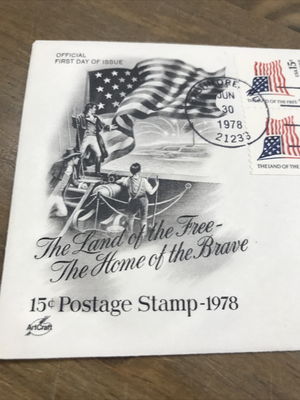 OFFICIAL
FIRST DAY OF ISSUE
JUN
30
1978
21233
15c
THE LAND OF THE FREE
THE LAND OF THE
The Land of the Free-
The Home of the Brave
15¢ Postage Stamp-1978
ArtCraft